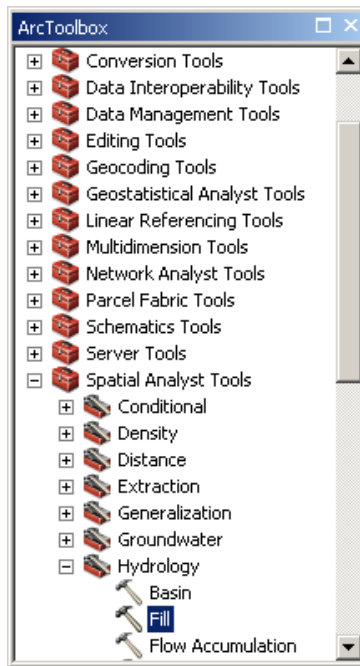 ArcToolbox
Conversion Tools
Data Interoperability Tools
Data Management Tools
Editing Tools
Geocoding Tools
Geostatistical Analyst Tools
Linear Referencing Tools
Multidimension Tools
Network Analyst Tools
Parcel Fabric Tools
Schematics Tools
Server Tools
Spatial Analyst Tools
Conditional
Density
Distance
Extraction
Generalization
Groundwater
Hydrology
Basin
Fill
Flow Accumulation